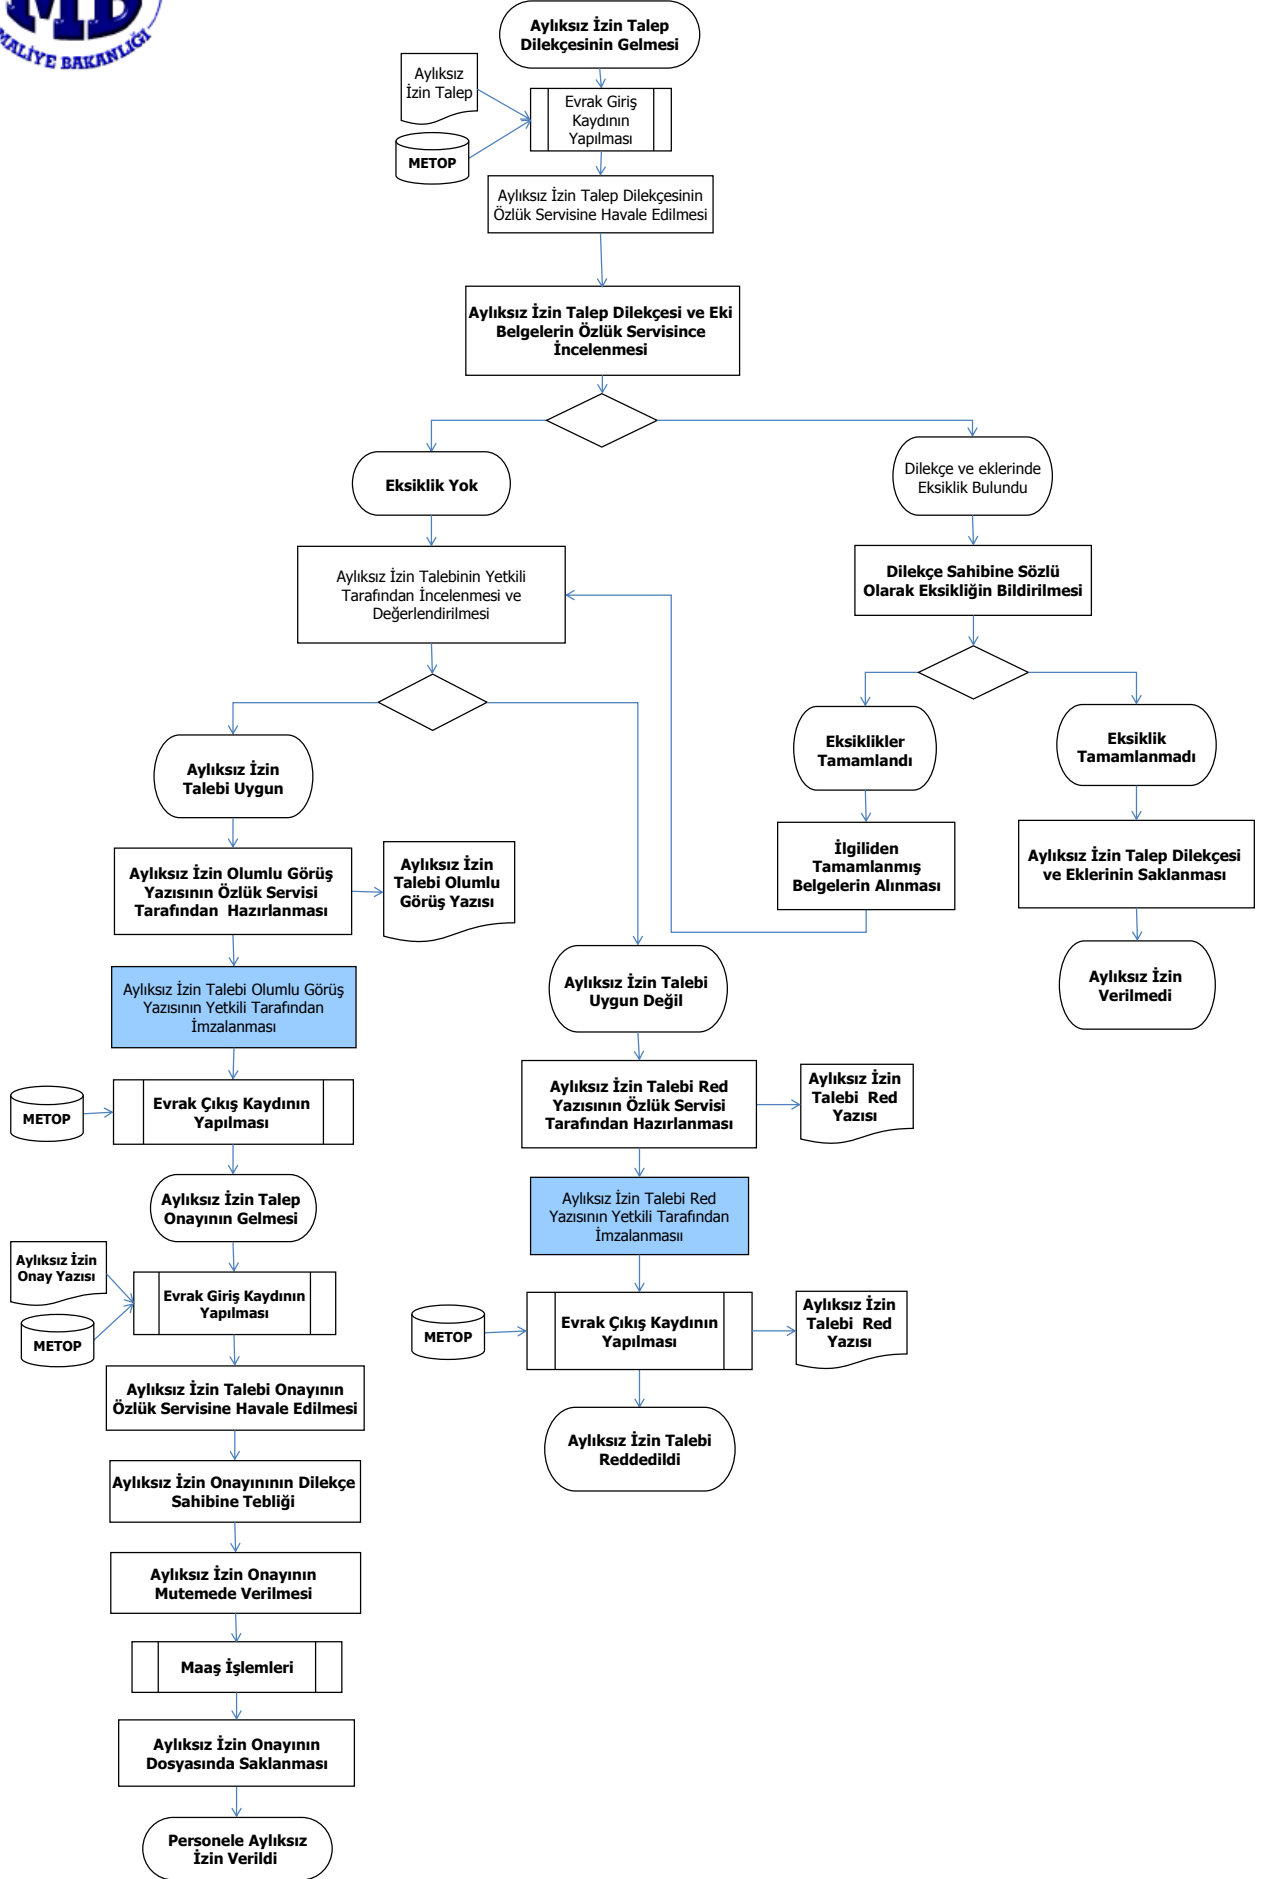 MB
MALİYE BAKANLIĞI
Aylıksız İzin Talep
Dilekçesinin Gelmesi
Aylıksız
İzin Talep
METOP
Evrak Giriş
Kaydının
Yapılması
Aylıksız İzin Talep Dilekçesinin
Özlük Servisine Havale Edilmesi
Aylıksız İzin Talep Dilekçesi ve Eki
Belgelerin Özlük Servisince
İncelenmesi
Eksiklik Yok
Dilekçe ve eklerinde
Eksiklik Bulundu
Aylıksız İzin Talebinin Yetkili
Tarafından İncelenmesi ve
Değerlendirilmesi
Dilekçe Sahibine Sözlü
Olarak Eksikliğin Bildirilmesi
Eksiklikler
Tamamlandı
Eksiklik
Tamamlanmadı
Aylıksız İzin
Talebi Uygun
İlgiliden
Tamamlanmış
Belgelerin Alınması
Aylıksız İzin Talep Dilekçesi
ve Eklerinin Saklanması
Aylıksız İzin Olumlu Görüş
Yazısının Özlük Servisi
Tarafından  Hazırlanması
Aylıksız İzin
Talebi Olumlu
Görüş Yazısı
Aylıksız İzin Talebi
Uygun Değil
Aylıksız İzin
Verilmedi
Aylıksız İzin Talebi Olumlu Görüş
Yazısının Yetkili Tarafından
İmzalanması
METOP
Evrak Çıkış Kaydının
Yapılması
Aylıksız İzin Talebi Red
Yazısının Özlük Servisi
Tarafından Hazırlanması
Aylıksız İzin
Talebi  Red
Yazısı
Aylıksız İzin Talep
Onayının Gelmesi
Aylıksız İzin Talebi Red
Yazısının Yetkili Tarafından
İmzalanmasıı
Aylıksız İzin
Onay Yazısı
METOP
Evrak Giriş Kaydının
Yapılması
METOP
Evrak Çıkış Kaydının
Yapılması
Aylıksız İzin
Talebi  Red
Yazısı
Aylıksız İzin Talebi Onayının
Özlük Servisine Havale Edilmesi
Aylıksız İzin Talebi
Reddedildi
Aylıksız İzin Onayınının Dilekçe
Sahibine Tebliği
Aylıksız İzin Onayının
Mutemede Verilmesi
Maaş İşlemleri
Aylıksız İzin Onayının
Dosyasında Saklanması
Personele Aylıksız
İzin Verildi